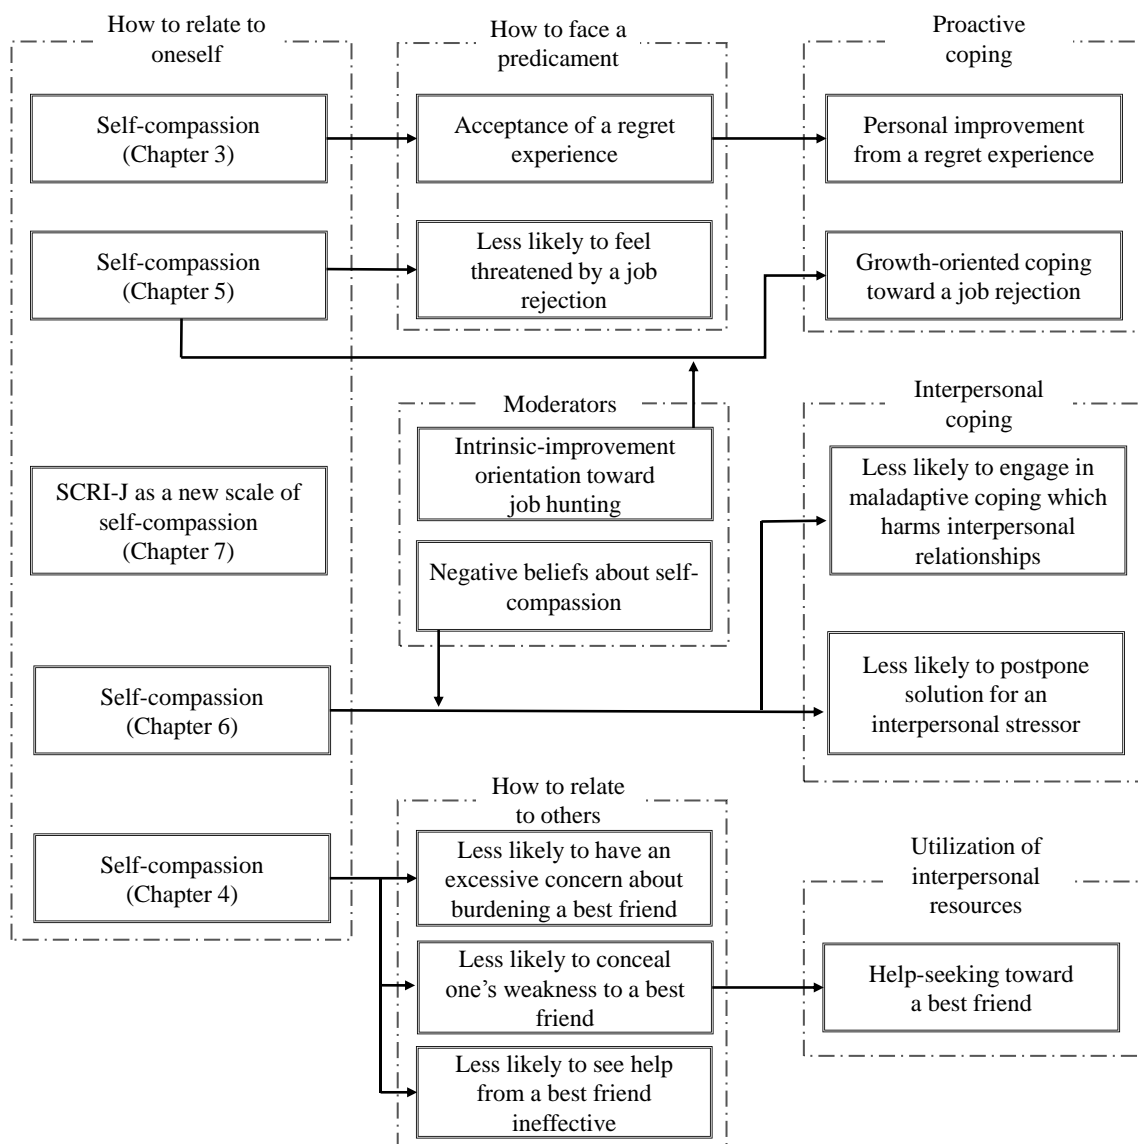 How to relate to
oneself
How to face a
predicament
Proactive
coping
Self-compassion
(Chapter 3)
Acceptance of a regret
experience
Personal improvement
from a regret experience
Self-compassion
(Chapter 5)
Less likely to feel
threatened by a job
rejection
Growth-oriented coping
toward a job rejection
Moderators
Interpersonal
coping
Intrinsic-improvement
orientation toward
job hunting
Less likely to engage in
maladaptive coping which
harms interpersonal
relationships
SCRI-J as a new scale of
self-compassion
(Chapter 7)
Negative beliefs about self-
compassion
Self-compassion
(Chapter 6)
Less likely to postpone
solution for an
interpersonal stressor
How to relate
to others
Self-compassion
(Chapter 4)
Less likely to have an
excessive concern about
burdening a best friend
Utilization of
interpersonal
resources
Less likely to conceal
one’s weakness to a best
friend
Help-seeking toward
a best friend
Less likely to see help
from a best friend
ineffective